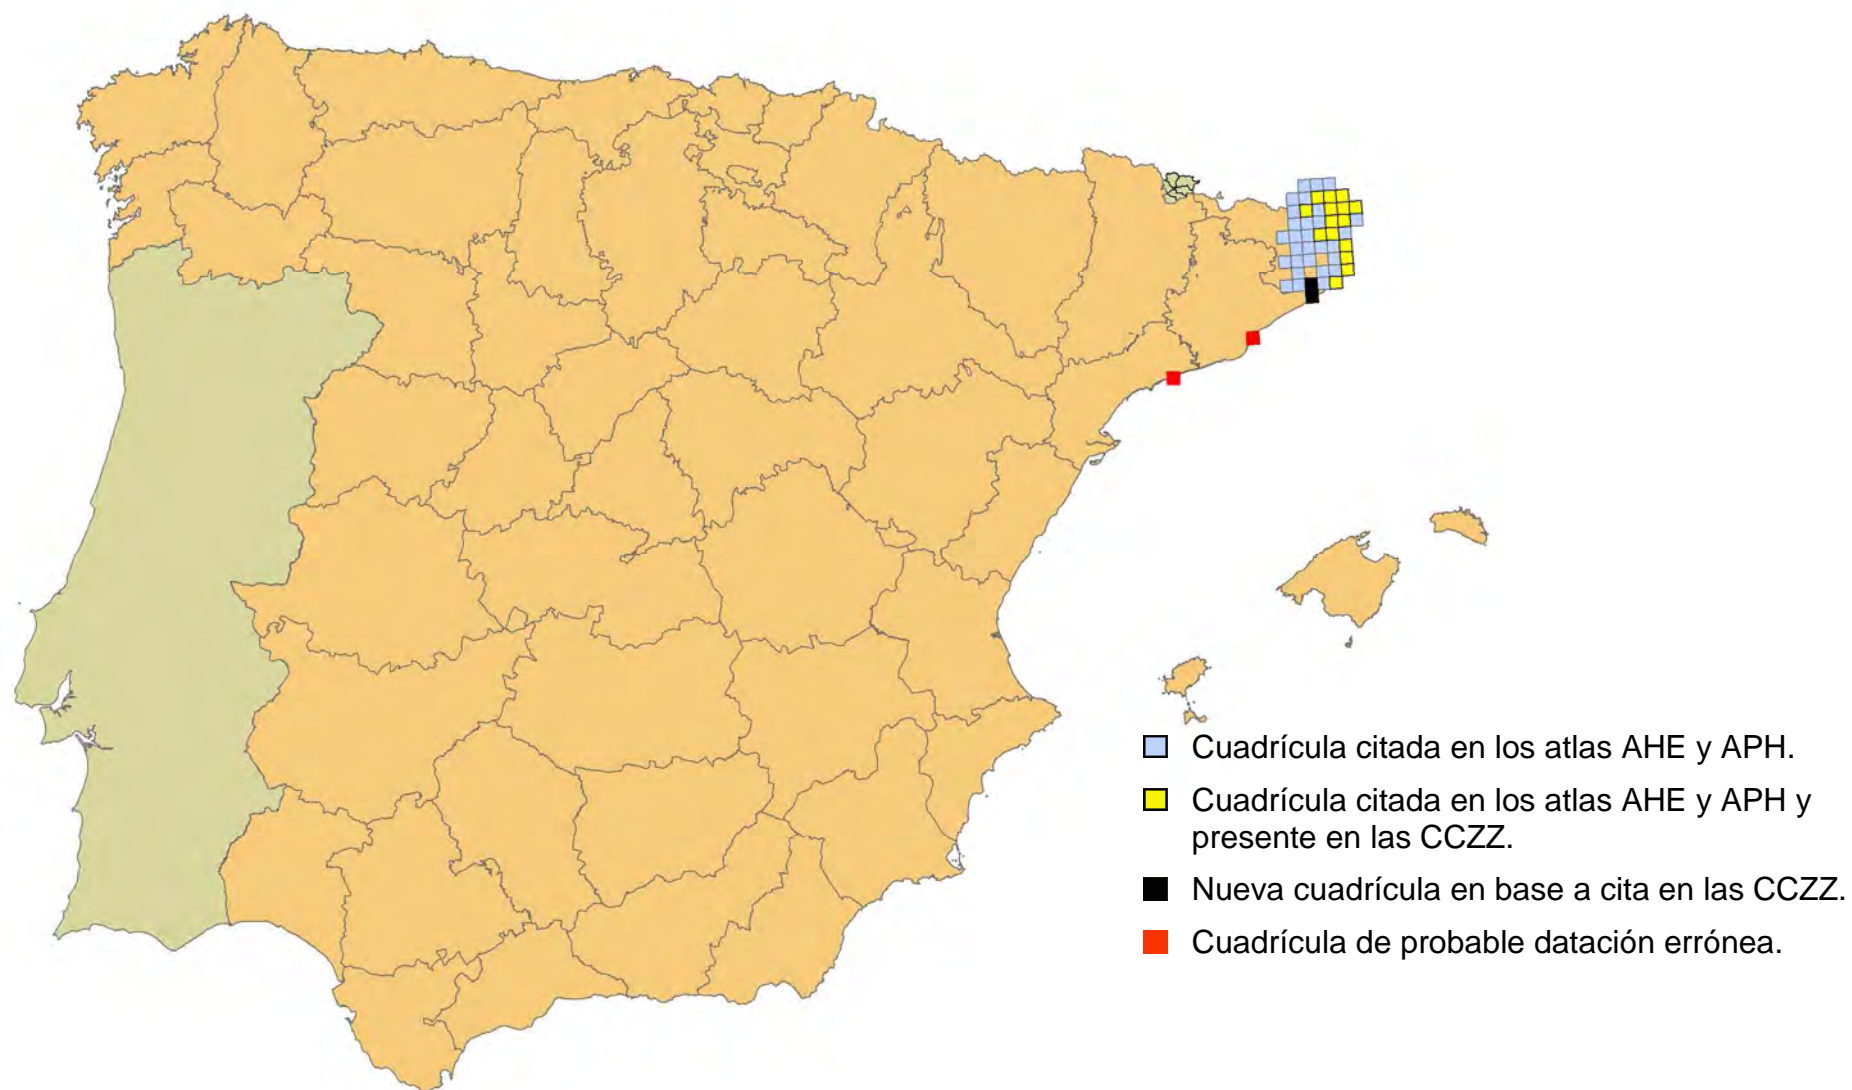 Cuadrícula citada en los atlas AHE y APH.
Cuadrícula citada en los atlas AHE y APH y
presente en las CCZZ.
Nueva cuadrícula en base a cita en las CCZZ.
Cuadrícula de probable datación errónea.